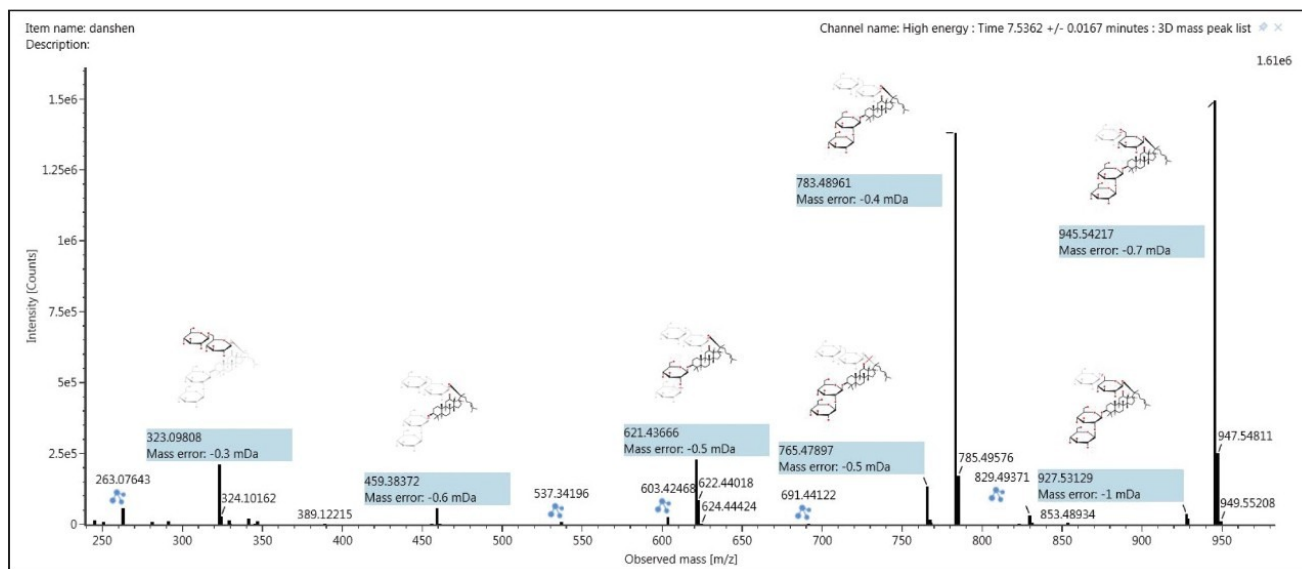 Item name: danshen
Channel name: High energy : Time 7.5362 +/- 0.0167 minutes : 3D mass peak list
Description:
1.61e6
1.5e6
1.25e6
1e6
7.5e5
5e5
2.5e5
0
Intensity [Counts]
263.07643
323.09808
Mass error: -0.3 mDa
324.10162
389.12215
459.38372
Mass error: -0.6 mDa
537.34196
603.42468
621.43666
Mass error: -0.5 mDa
622.44018
624.44424
691.44122
765.47897
Mass error: -0.5 mDa
783.48961
Mass error: -0.4 mDa
785.49576
829.49371
853.48934
927.53129
Mass error: -1 mDa
945.54217
Mass error: -0.7 mDa
947.54811
949.55208
250
300
350
400
450
500
550
600
650
700
750
800
850
900
950
Observed mass [m/z]